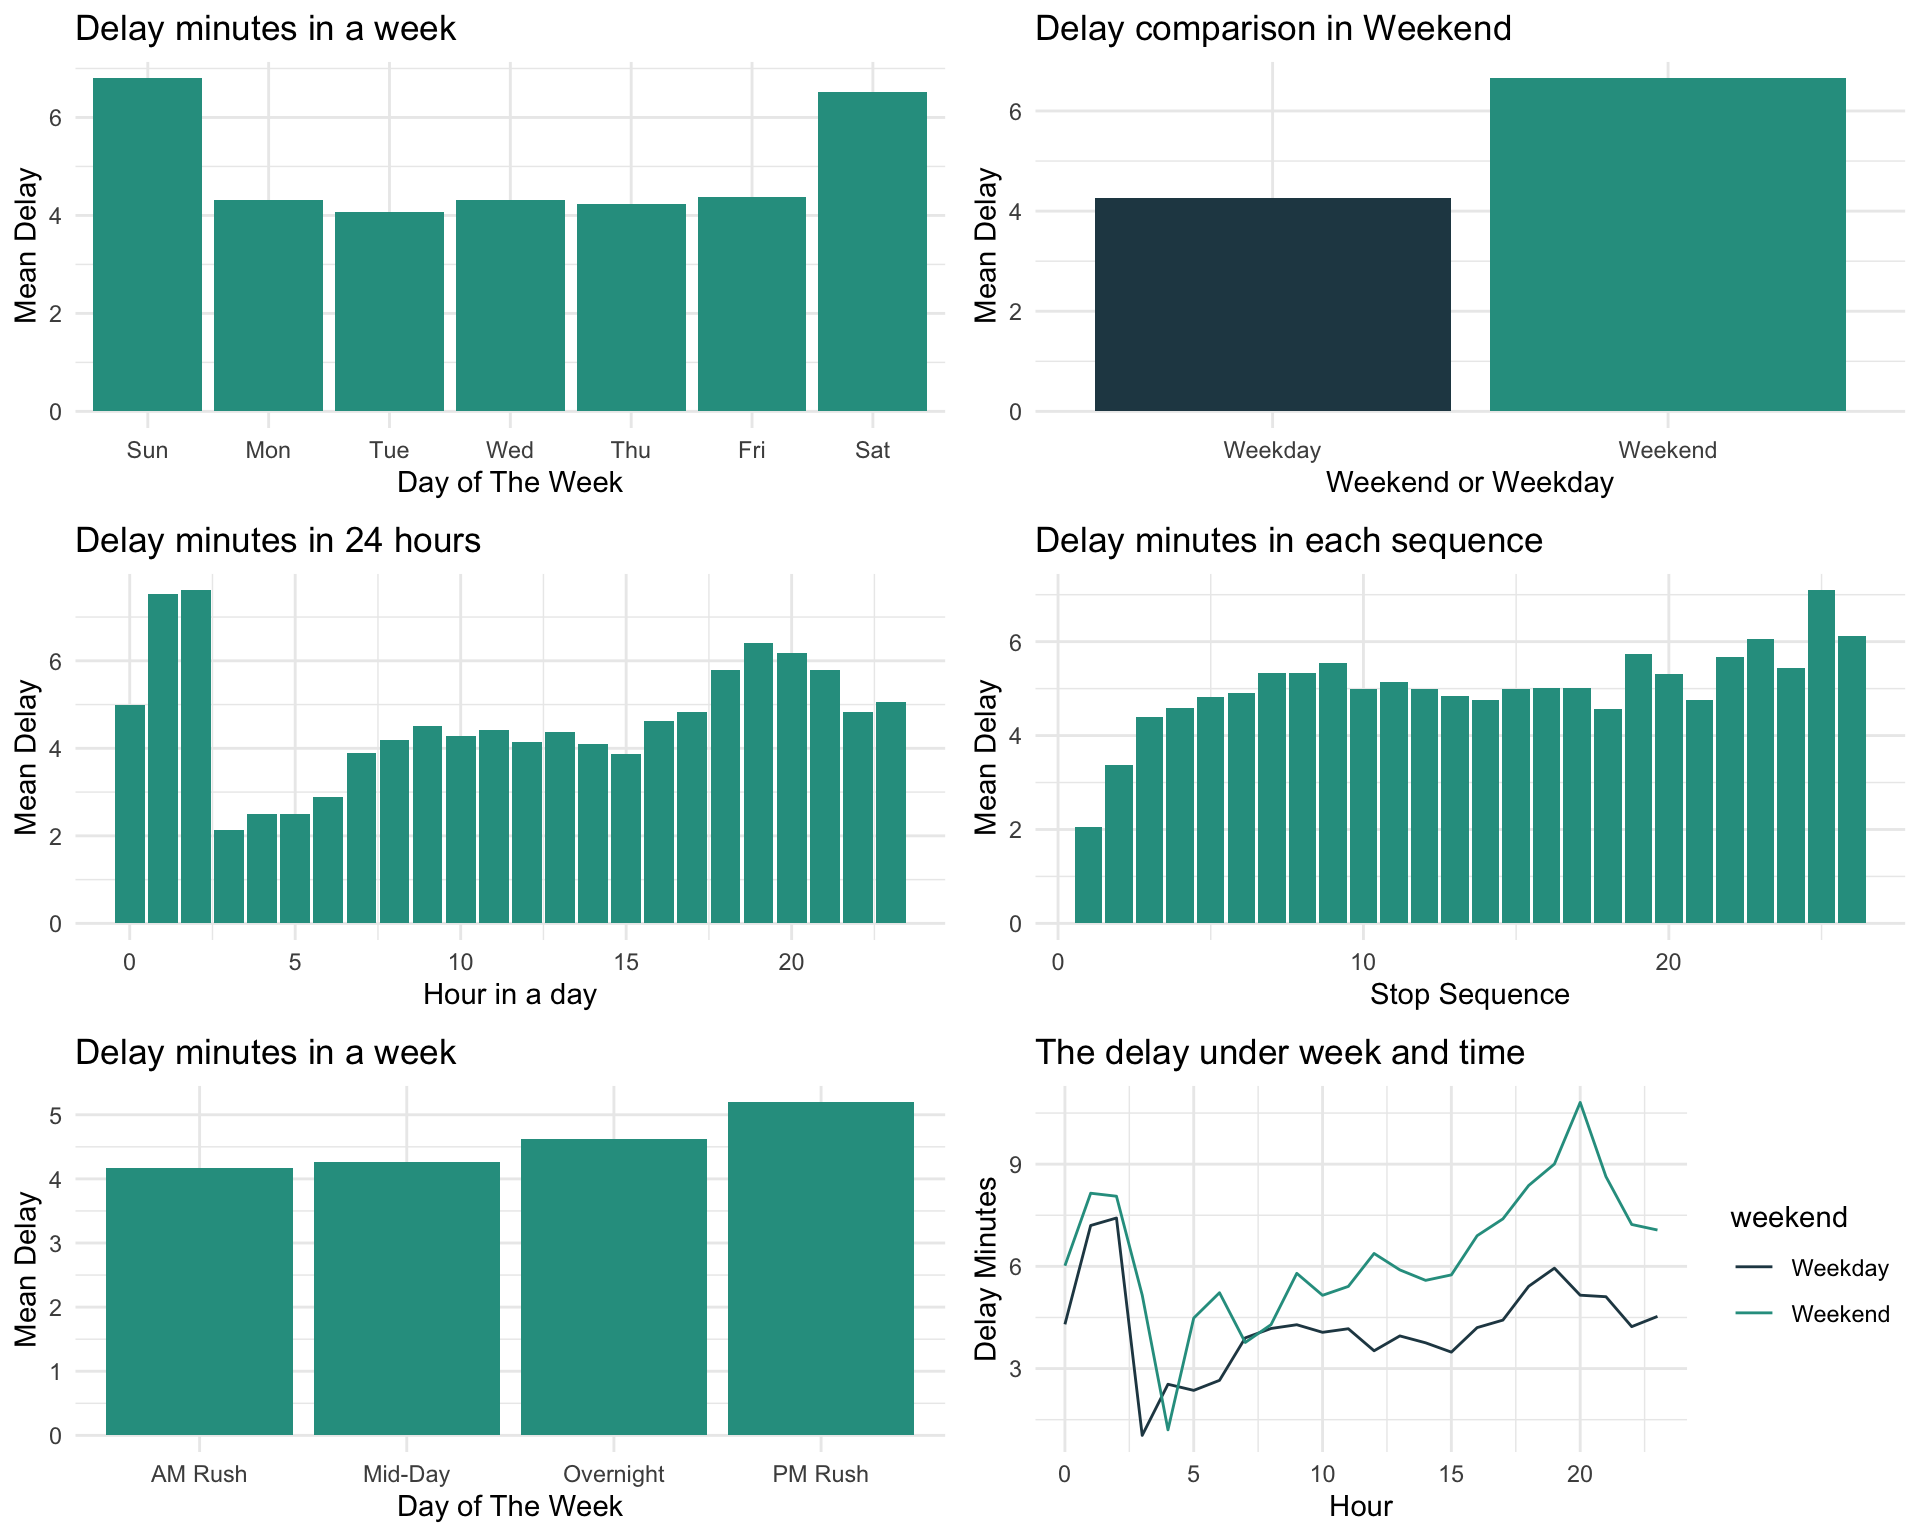 Delay minutes in a week
Mean Delay
6
4
2
0
Sun Mon Tue Wed Thu Fri Sat
Day of The Week
Delay comparison in Weekend
Mean Delay
6
4
2
0
Weekday Weekend
Weekend or Weekday
Delay minutes in 24 hours
Mean Delay
6
4
2
0
0 5 10 15 20
Hour in a day
Delay minutes in each sequence
Mean Delay
6
4
2
0
0 10 20
Stop Sequence
Delay minutes in a week
Mean Delay
5
4
3
2
1
0
AM Rush Mid-Day Overnight PM Rush
Day of The Week
The delay under week and time
Delay Minutes
9
6
3
0 5 10 15 20
Hour
weekend
Weekday
Weekend